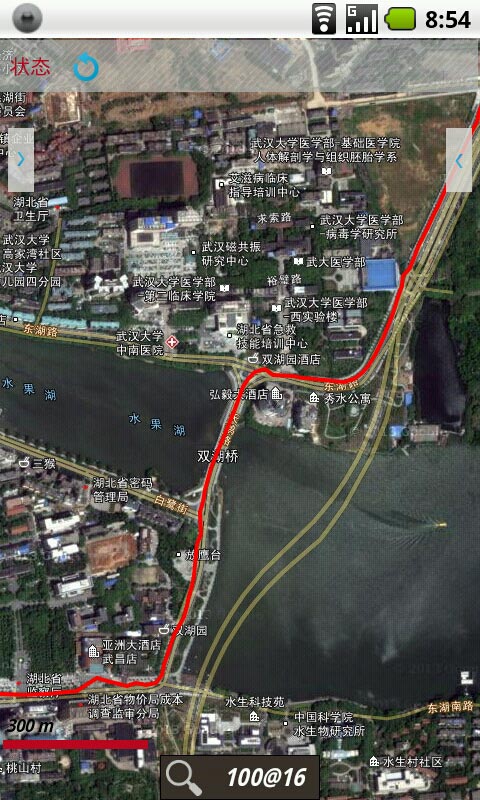 8:54
状态
湖街
员会
武汉大学医学部-基础医学院
人体解剖学与组织胚胎学系
艾滋病临床
指导培训中心
湖北省
卫生厅
求索路
武汉大学医学部
-病毒学研究所
武汉大学
高家湾社区
汉大学
儿园四分园
武汉磁共振
研究中心
武大医学部
武汉大学医学部
-第二临床学院
裕壁路
武汉大学医学部
-西实验楼
店
东湖路
武汉大学
中南医院
湖北省急救
技能培训中心
双湖园酒店
东湖路
水果湖
弘毅大酒店
秀水公寓
水果湖
双湖桥
三猴
湖北省密码
管理局
白鹭街
放鹰台
双湖园
亚洲大酒店
武昌店
湖北省
监察厅
湖北省物价局成本
调查监审分局
水生科技苑
中国科学院
水生物研究所
东湖南路
300 m
桃山村
100@16
水生村社区